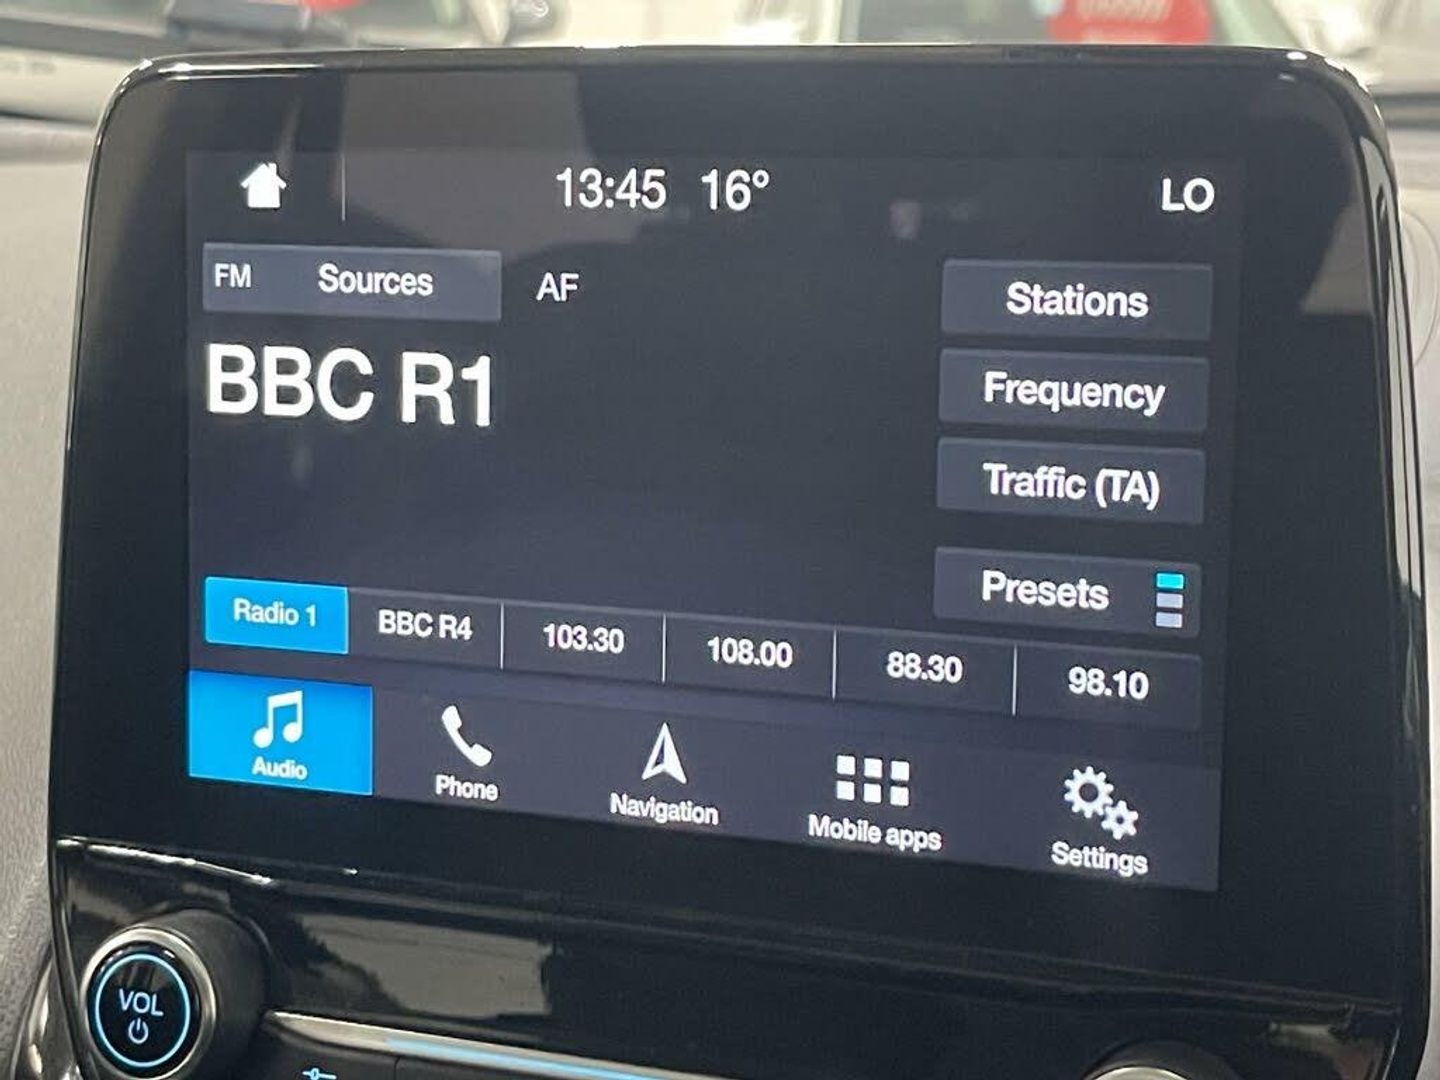 13:45 16° LO
FM Sources AF
BBC R1
Stations
Frequency
Traffic (TA)
Presets
Radio 1 BBC R4 103.30 108.00 88.30 98.10
Audio Phone Navigation Mobile apps Settings
VOL